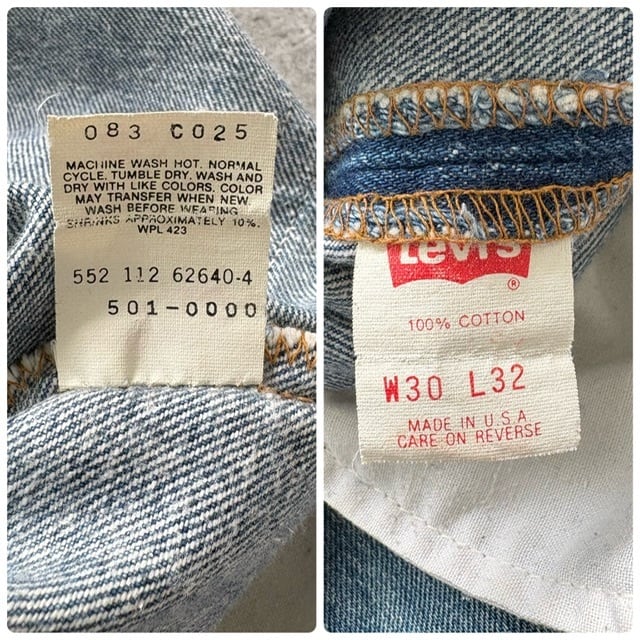 083 C025
MACHINE WASH HOT. NORMAL
CYCLE. TUMBLE DRY. WASH AND
DRY WITH LIKE COLORS. COLOR
MAY TRANSFER WHEN NEW.
WASH BEFORE WEARING.
SHRINKS APPROXIMATELY 10%.
WPL 423
552 112 62640-4
501-0000
Levi's
®
100% COTTON
W30 L32
MADE IN U.S.A
CARE ON REVERSE